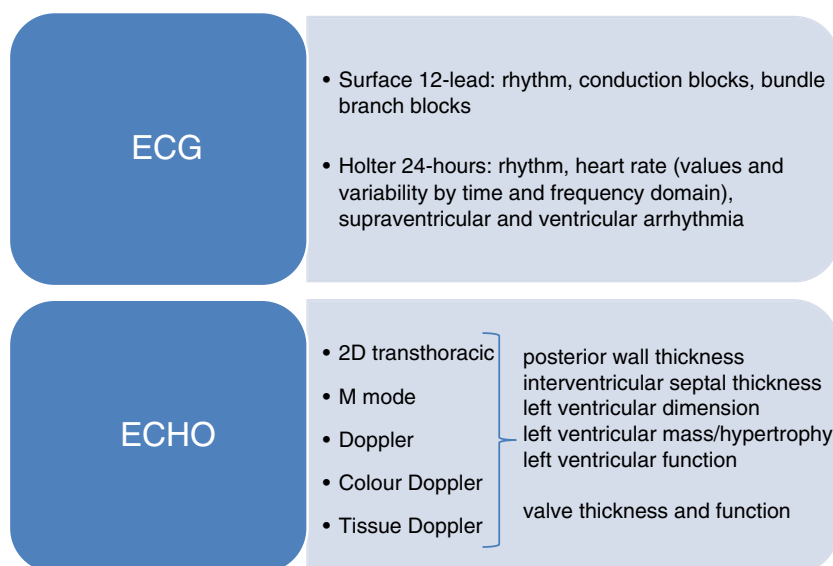 ECG
• Surface 12-lead: rhythm, conduction blocks, bundle
branch blocks
• Holter 24-hours: rhythm, heart rate (values and
variability by time and frequency domain),
supraventricular and ventricular arrhythmia
ECHO
• 2D transthoracic
• M mode
• Doppler
• Colour Doppler
• Tissue Doppler
posterior wall thickness
interventricular septal thickness
left ventricular dimension
left ventricular mass/hypertrophy
left ventricular function
valve thickness and function